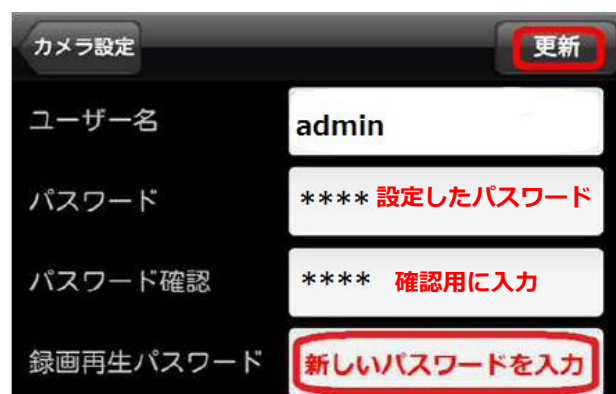 カメラ設定 更新
ユーザー名 admin
パスワード **** 設定したパスワード
パスワード確認 **** 確認用に入力
録画再生パスワード 新しいパスワードを入力